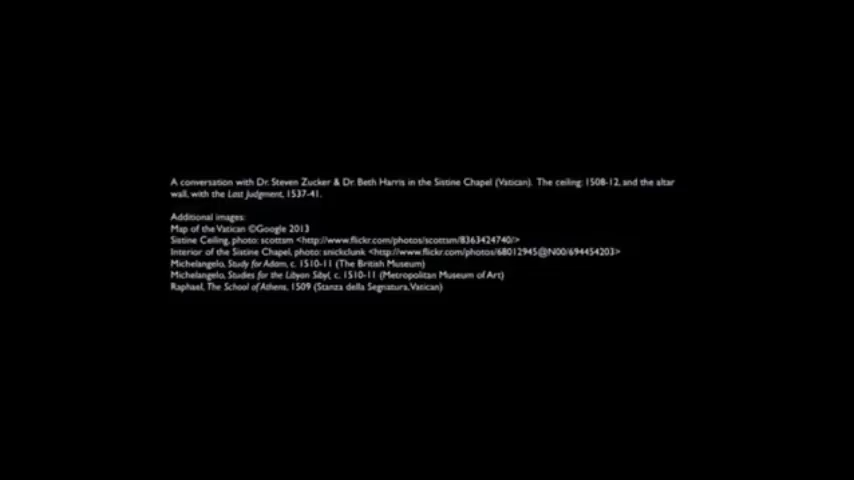 A conversation with Dr. Steven Zucker & Dr. Beth Harris in the Sistine Chapel (Vatican). The ceiling: 1508-12, and the altar
wall, with the Last Judgment, 1537-41.
Additional images:
Map of the Vatican ©Google 2013
Sistine Ceiling, photo: scottam <http://www.flickr.com/photos/scottam/8363424740/>
Interior of the Sistine Chapel, photo: snickclunk <http://www.flickr.com/photos/68012945@N00/694454203>
Michelangelo, Study for Adam, c. 1510-11 (The British Museum)
Michelangelo, Studies for the Libyan Sibyl, c. 1510-11 (Metropolitan Museum of Art)
Raphael, The School of Athens, 1509 (Stanza della Segnatura, Vatican)